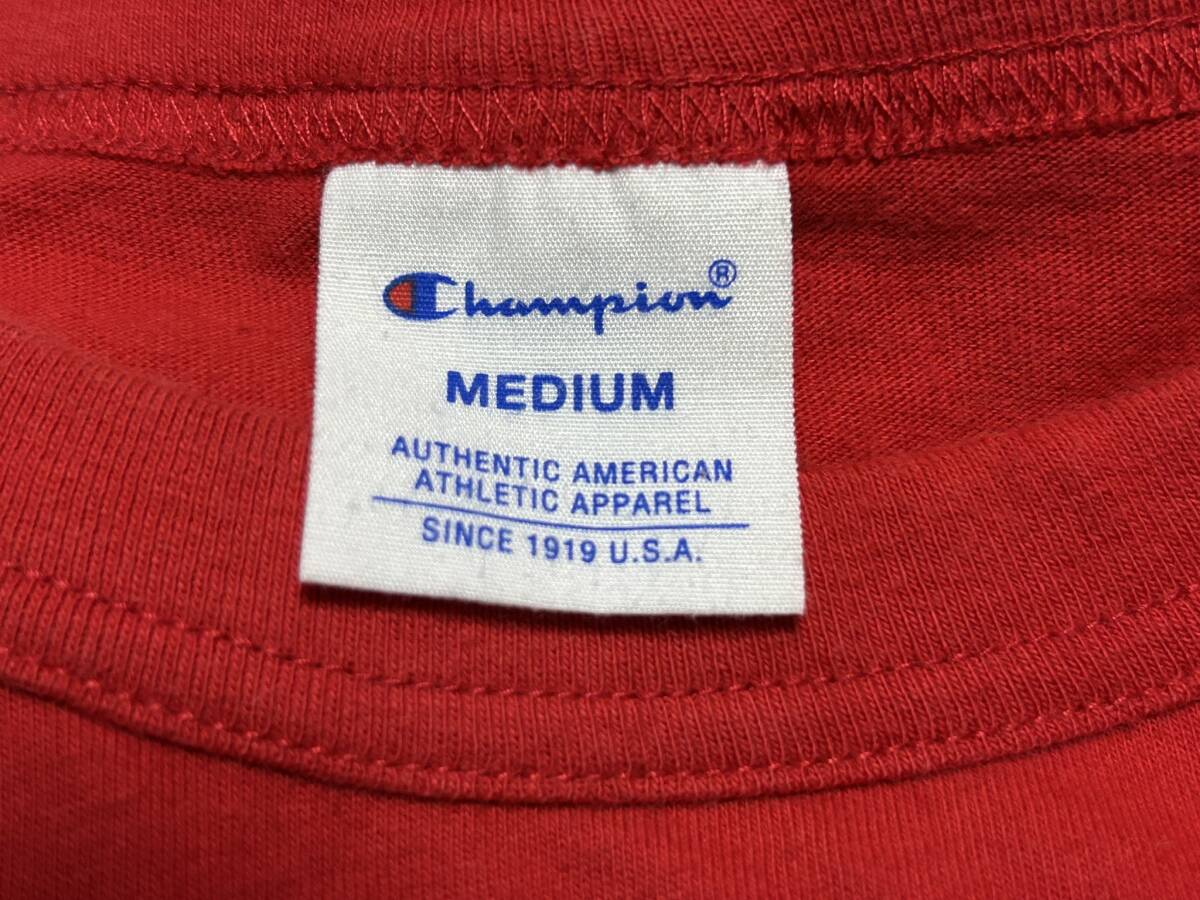 Champion®
MEDIUM
AUTHENTIC AMERICAN
ATHLETIC APPAREL
SINCE 1919 U.S.A.